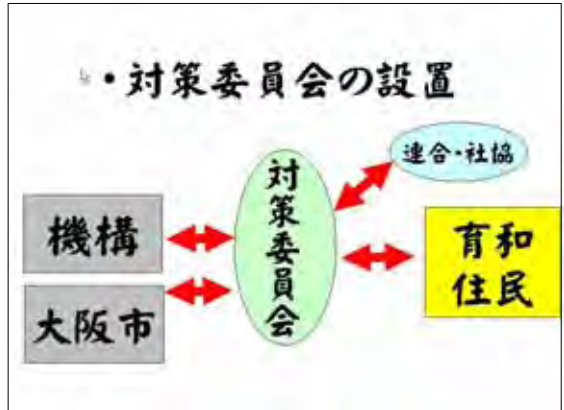 ・対策委員会の設置
連合・社協
対策委員会
機構
大阪市
育和
住民